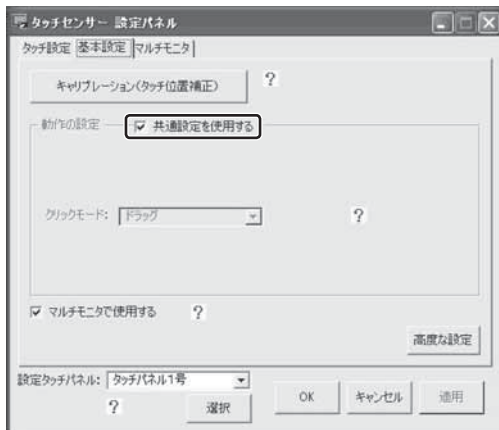 タッチセンサー 設定パネル
タッチ設定 基本設定 マルチモニタ
キャリブレーション(タッチ位置補正) ?
動作の設定 共通設定を使用する
クリックモード: ドラッグ ?
マルチモニタで使用する ?
高度な設定
設定タッチパネル: タッチパネル1号
? 選択 OK キャンセル 適用